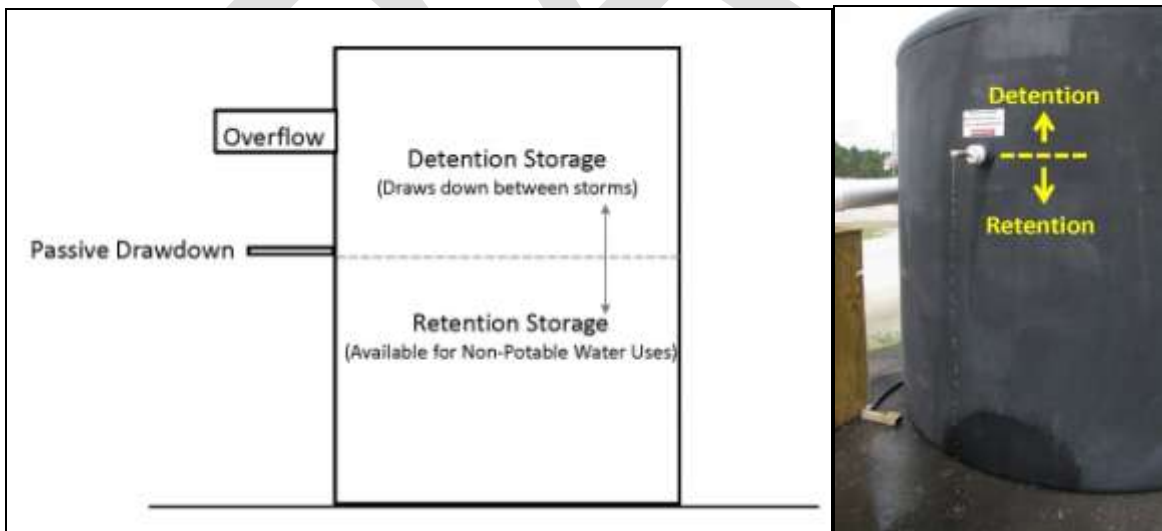 Overflow
Detention Storage
(Draws down between storms)
Passive Drawdown
Retention Storage
(Available for Non-Potable Water Uses)
Detention
Retention